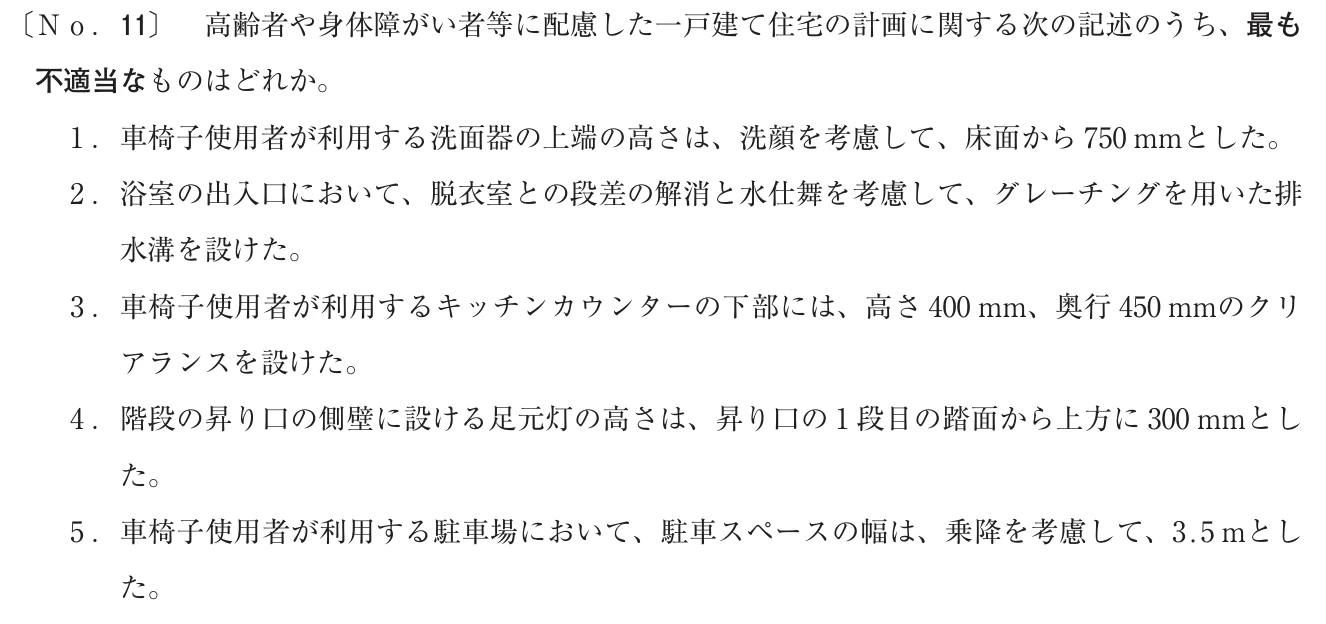 〔Ｎｏ．11〕　高齢者や身体障がい者等に配慮した一戸建て住宅の計画に関する次の記述のうち、最も
不適当なものはどれか。
1．車椅子使用者が利用する洗面器の上端の高さは、洗顔を考慮して、床面から 750 mmとした。
2．浴室の出入口において、脱衣室との段差の解消と水仕舞を考慮して、グレーチングを用いた排
水溝を設けた。
3．車椅子使用者が利用するキッチンカウンターの下部には、高さ 400 mm、奥行 450 mmのクリ
アランスを設けた。
4．階段の昇り口の側壁に設ける足元灯の高さは、昇り口の 1 段目の踏面から上方に 300 mmとし
た。
5．車椅子使用者が利用する駐車場において、駐車スペースの幅は、乗降を考慮して、3.5 mとし
た。